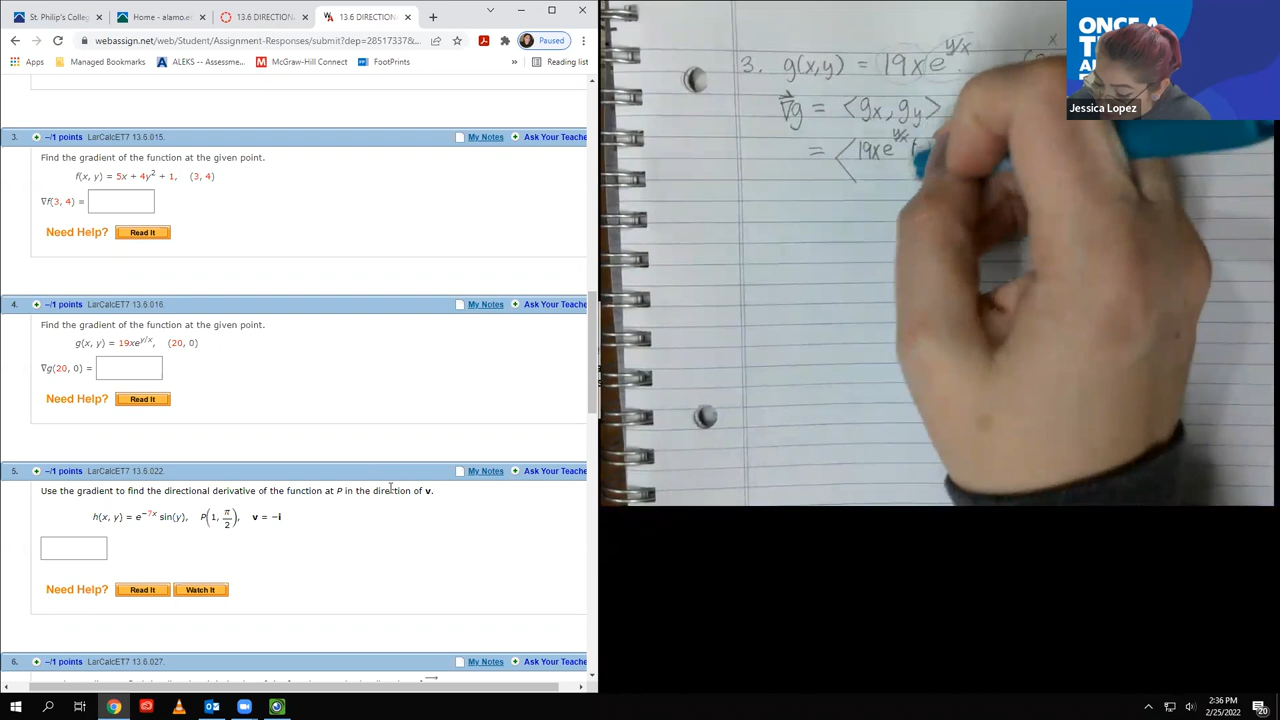 St. Philip's Colleg
Home - alamo
13.6 DIRECTION
13.6 DIRECTION
webassign.net/web/Student/Assignment-Responses/submit?dep=28517337&...
Paused
Apps
Managed Bookmarks
ALEKS -- Assessme...
McGraw-Hill Connect
FootPrints
Reading list
3. –/1 points LarCalcET7 13.6.015. My Notes Ask Your Teache
Find the gradient of the function at the given point.
f(x, y) = 5x + 4y² + 1, (3, 4)
∇f(3, 4) =
Need Help? Read It
4. –/1 points LarCalcET7 13.6.016. My Notes Ask Your Teache
Find the gradient of the function at the given point.
g(x, y) = 19xe^{y/x}, (20, 0)
∇g(20, 0) =
Need Help? Read It
5. –/1 points LarCalcET7 13.6.022. My Notes Ask Your Teache
Use the gradient to find the directional derivative of the function at P in the direction of v.
h(x, y) = e^{−7x} sin(y), P(1, π/2), v = −i
Need Help? Read It Watch It
6. –/1 points LarCalcET7 13.6.027. My Notes Ask Your Teache
3. g(x,y) = 19xe^{y/x}
∇⃗g = ⟨gx, gy⟩
= ⟨19xe^{y/x} (
ONCE A
Jessica Lopez
2:36 PM
2/25/2022
20